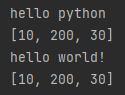 hello python
[10, 200, 30]
hello world!
[10, 200, 30]